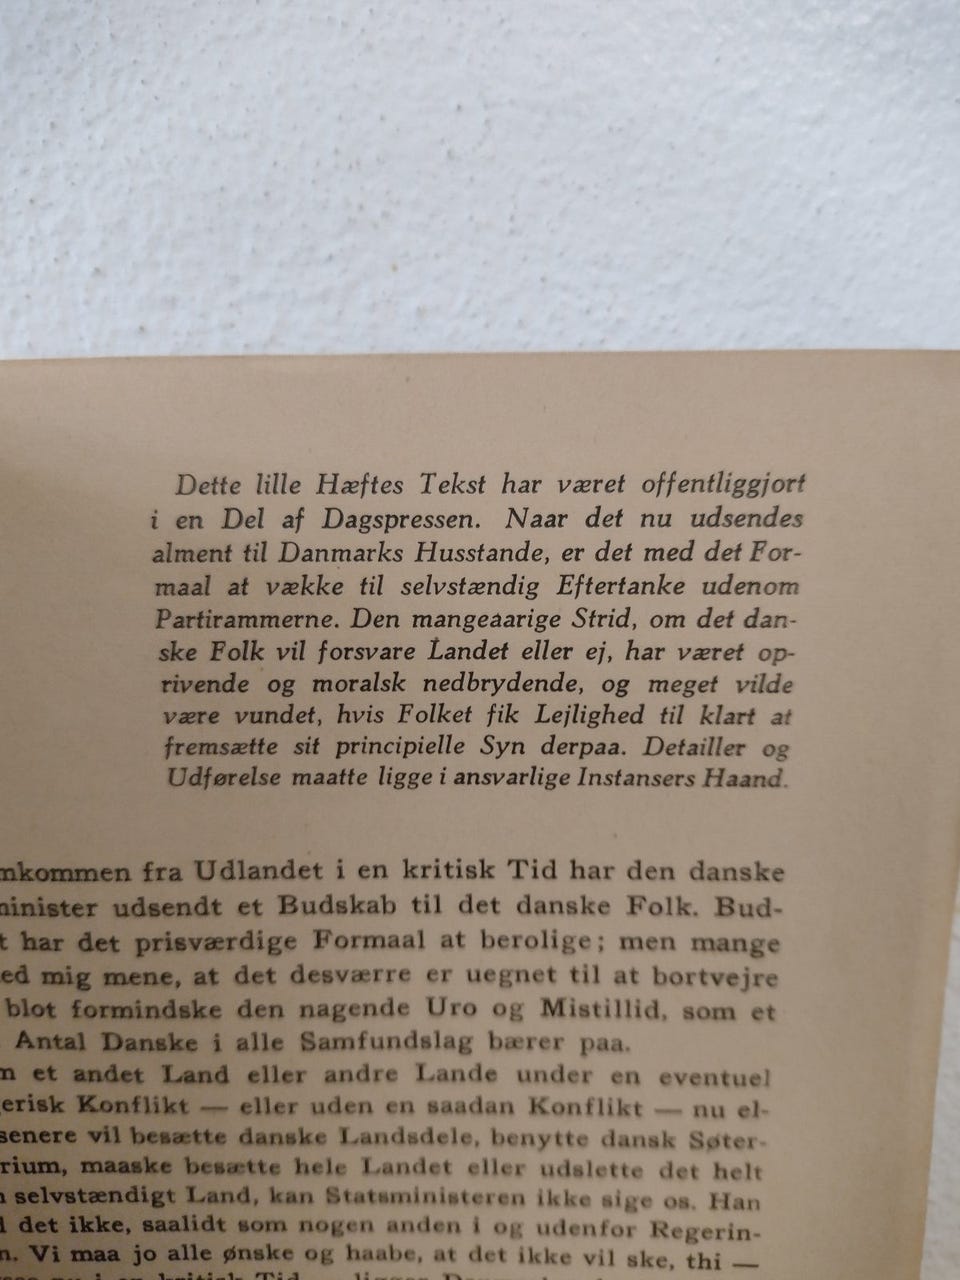 Dette lille Hæftes Tekst har været offentliggjort
i en Del af Dagspressen. Naar det nu udsendes
alment til Danmarks Husstande, er det med det For-
maal at vække til selvstændig Eftertanke udenom
Partirammerne. Den mangeaarige Strid, om det dan-
ske Folk vil forsvare Landet eller ej, har været op-
rivende og moralsk nedbrydende, og meget vilde
være vundet, hvis Folket fik Lejlighed til klart at
fremsætte sit principielle Syn derpaa. Detailler og
Udførelse maatte ligge i ansvarlige Instansers Haand.
nkommen fra Udlandet i en kritisk Tid har den danske
minister udsendt et Budskab til det danske Folk. Bud-
t har det prisværdige Formaal at berolige; men mange
ed mig mene, at det desværre er uegnet til at bortvejre
blot formindske den nagende Uro og Mistillid, som et
Antal Danske i alle Samfundslag bærer paa.
n et andet Land eller andre Lande under en eventuel
erisk Konflikt — eller uden en saadan Konflikt — nu el-
senere vil besætte danske Landsdele, benytte dansk Søter-
rium, maaske besætte hele Landet eller udslette det helt
selvstændigt Land, kan Statsministeren ikke sige os. Han
d det ikke, saalidt som nogen anden i og udenfor Regerin-
n. Vi maa jo alle ønske og haabe, at det ikke vil ske, thi —